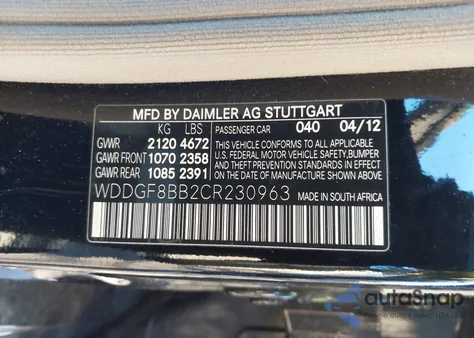 MFD BY DAIMLER AG STUTTGART
KG LBS PASSENGER CAR 040 04/12
GVWR 2120 4672 CONFORMS TO ALL APPLICABLE
GAWR FRONT 1070 2358 U.S. FEDERAL MOTOR VEHICLE SAFETY, BUMPER
GAWR REAR 1085 2391 AND THEFT PREVENTION STANDARDS IN EFFECT ON THE
DATE OF MANUFACTURE SHOWN ABOVE
WDDGF8BB2CR230963 MADE IN SOUTH AFRICA
autoSnap